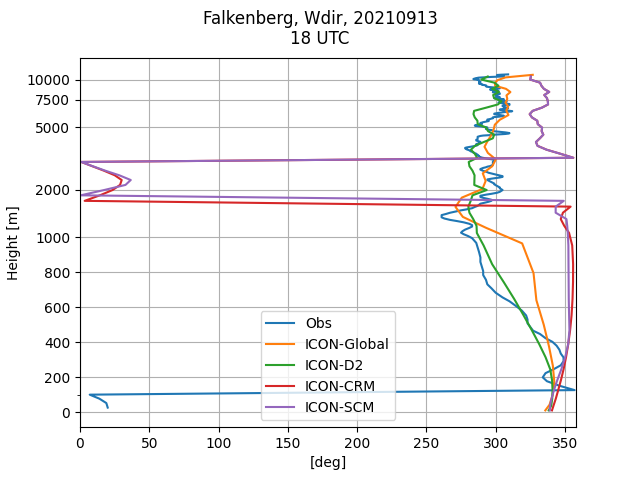 Falkenberg, Wdir, 20210913
18 UTC
10000
7500
5000
2000
1000
800
600
400
200
0
Height [m]
Obs
ICON-Global
ICON-D2
ICON-CRM
ICON-SCM
0 50 100 150 200 250 300 350
[deg]